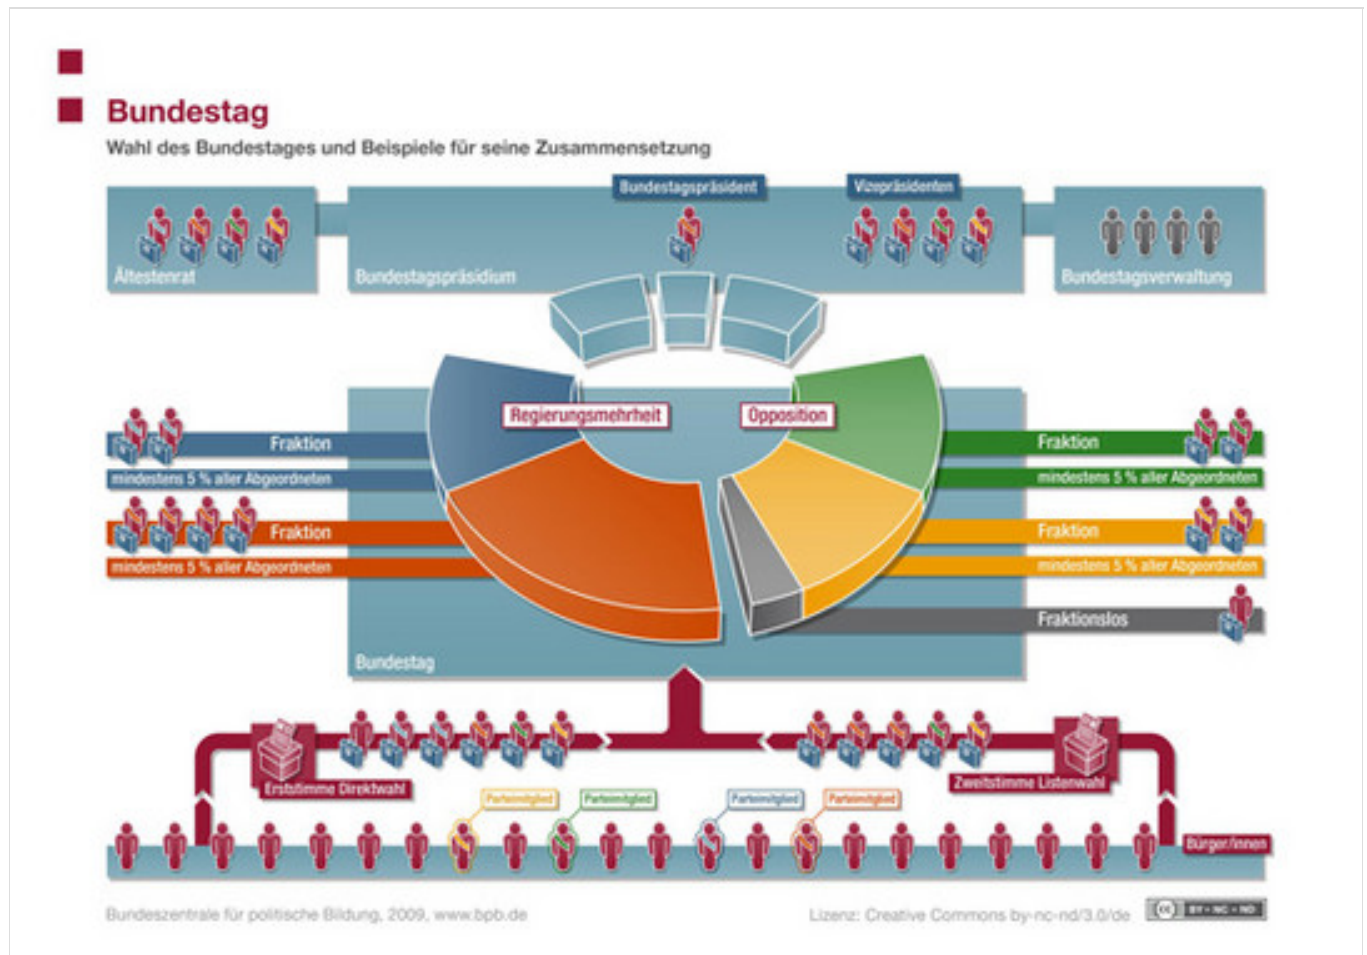 Bundestag
Wahl des Bundestages und Beispiele für seine Zusammensetzung
Bundestagspräsident
Vizepräsidenten
Ältestenrat
Bundestagspräsidium
Bundestagsverwaltung
Regierungsmehrheit
Opposition
Fraktion
mindestens 5 % aller Abgeordneten
Fraktion
mindestens 5 % aller Abgeordneten
Fraktion
mindestens 5 % aller Abgeordneten
Fraktion
mindestens 5 % aller Abgeordneten
Fraktionslos
Bundestag
Erststimme Direktwahl
Zweitstimme Listenwahl
Parteimitglied
Parteimitglied
Parteimitglied
Parteimitglied
Bürger/innen
Bundeszentrale für politische Bildung, 2009, www.bpb.de
Lizenz: Creative Commons by-nc-nd/3.0/de
cc BY - NC - ND